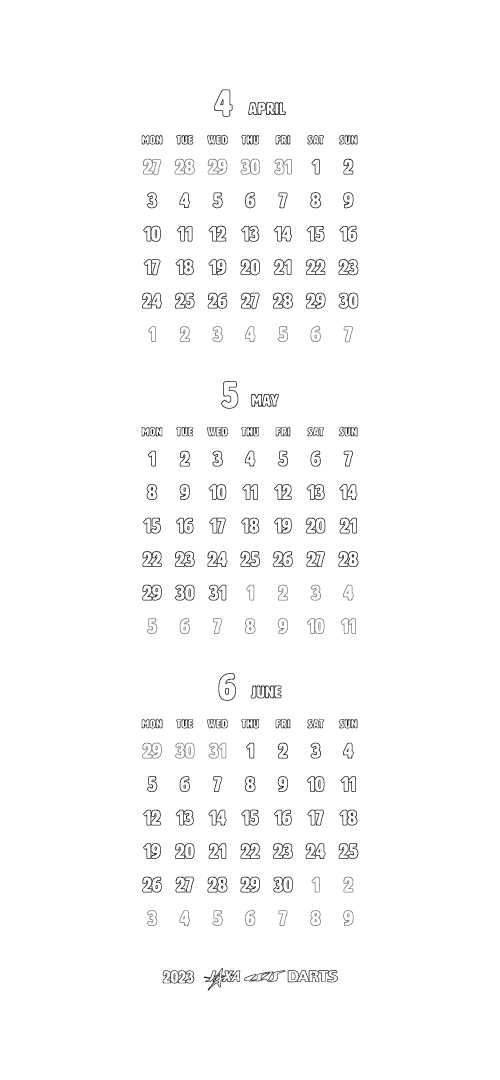 4 APRIL
MON TUE WED THU FRI SAT SUN
27 28 29 30 31 1 2
3 4 5 6 7 8 9
10 11 12 13 14 15 16
17 18 19 20 21 22 23
24 25 26 27 28 29 30
1 2 3 4 5 6 7
5 MAY
MON TUE WED THU FRI SAT SUN
1 2 3 4 5 6 7
8 9 10 11 12 13 14
15 16 17 18 19 20 21
22 23 24 25 26 27 28
29 30 31 1 2 3 4
5 6 7 8 9 10 11
6 JUNE
MON TUE WED THU FRI SAT SUN
29 30 31 1 2 3 4
5 6 7 8 9 10 11
12 13 14 15 16 17 18
19 20 21 22 23 24 25
26 27 28 29 30 1 2
3 4 5 6 7 8 9
2023 JAXA DARTS